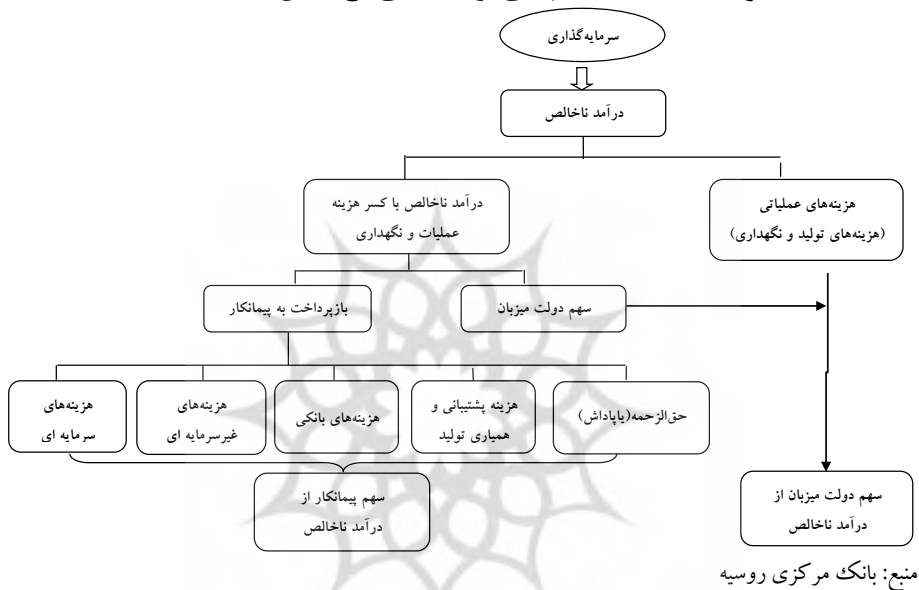 سرمایه‌گذاری
درآمد ناخالص
هزینه‌های عملیاتی
(هزینه‌های تولید و نگهداری)
درآمد ناخالص با کسر هزینه
عملیات و نگهداری
سهم دولت میزبان
بازپرداخت به پیمانکار
حق‌الزحمه(یاپاداش)
هزینه پشتیبانی و
همیاری تولید
هزینه‌های بانکی
هزینه‌های
غیرسرمایه ای
هزینه‌های
سرمایه ای
سهم پیمانکار از
درآمد ناخالص
سهم دولت میزبان از
درآمد ناخالص
منبع: بانک مرکزی روسیه